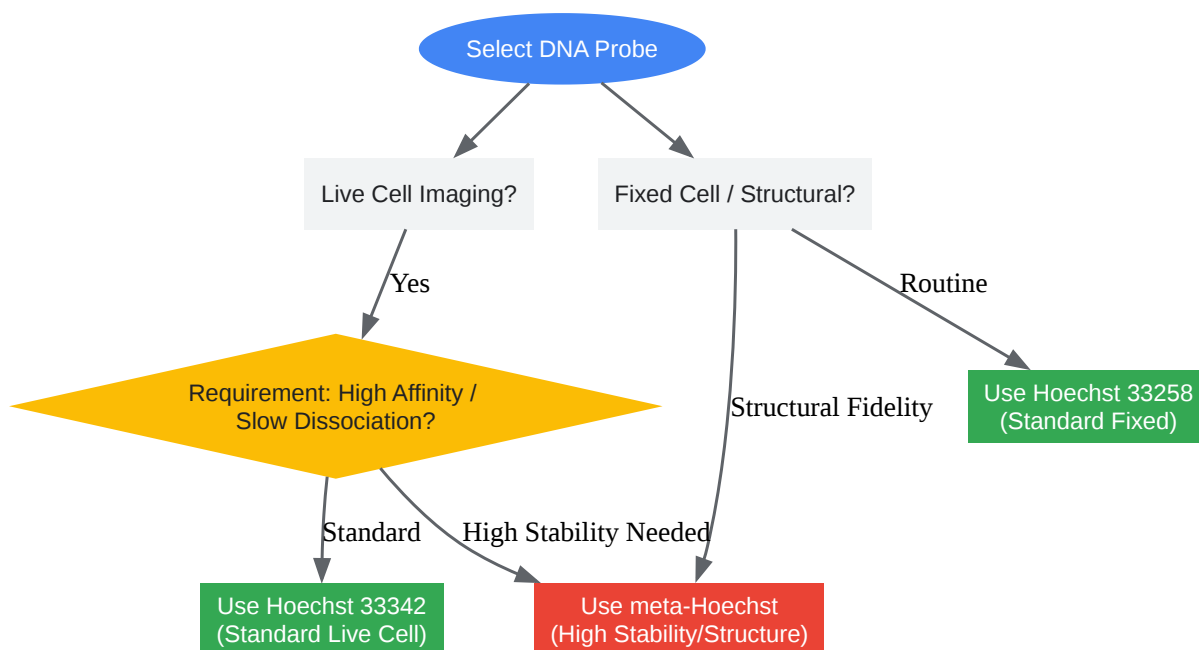 Select DNA Probe
Live Cell Imaging?
Fixed Cell / Structural?
Yes
Routine
Requirement: High Affinity /
Slow Dissociation?
Structural Fidelity
Use Hoechst 33258
(Standard Fixed)
Standard
High Stability Needed
Use Hoechst 33342
(Standard Live Cell)
Use meta-Hoechst
(High Stability/Structure)